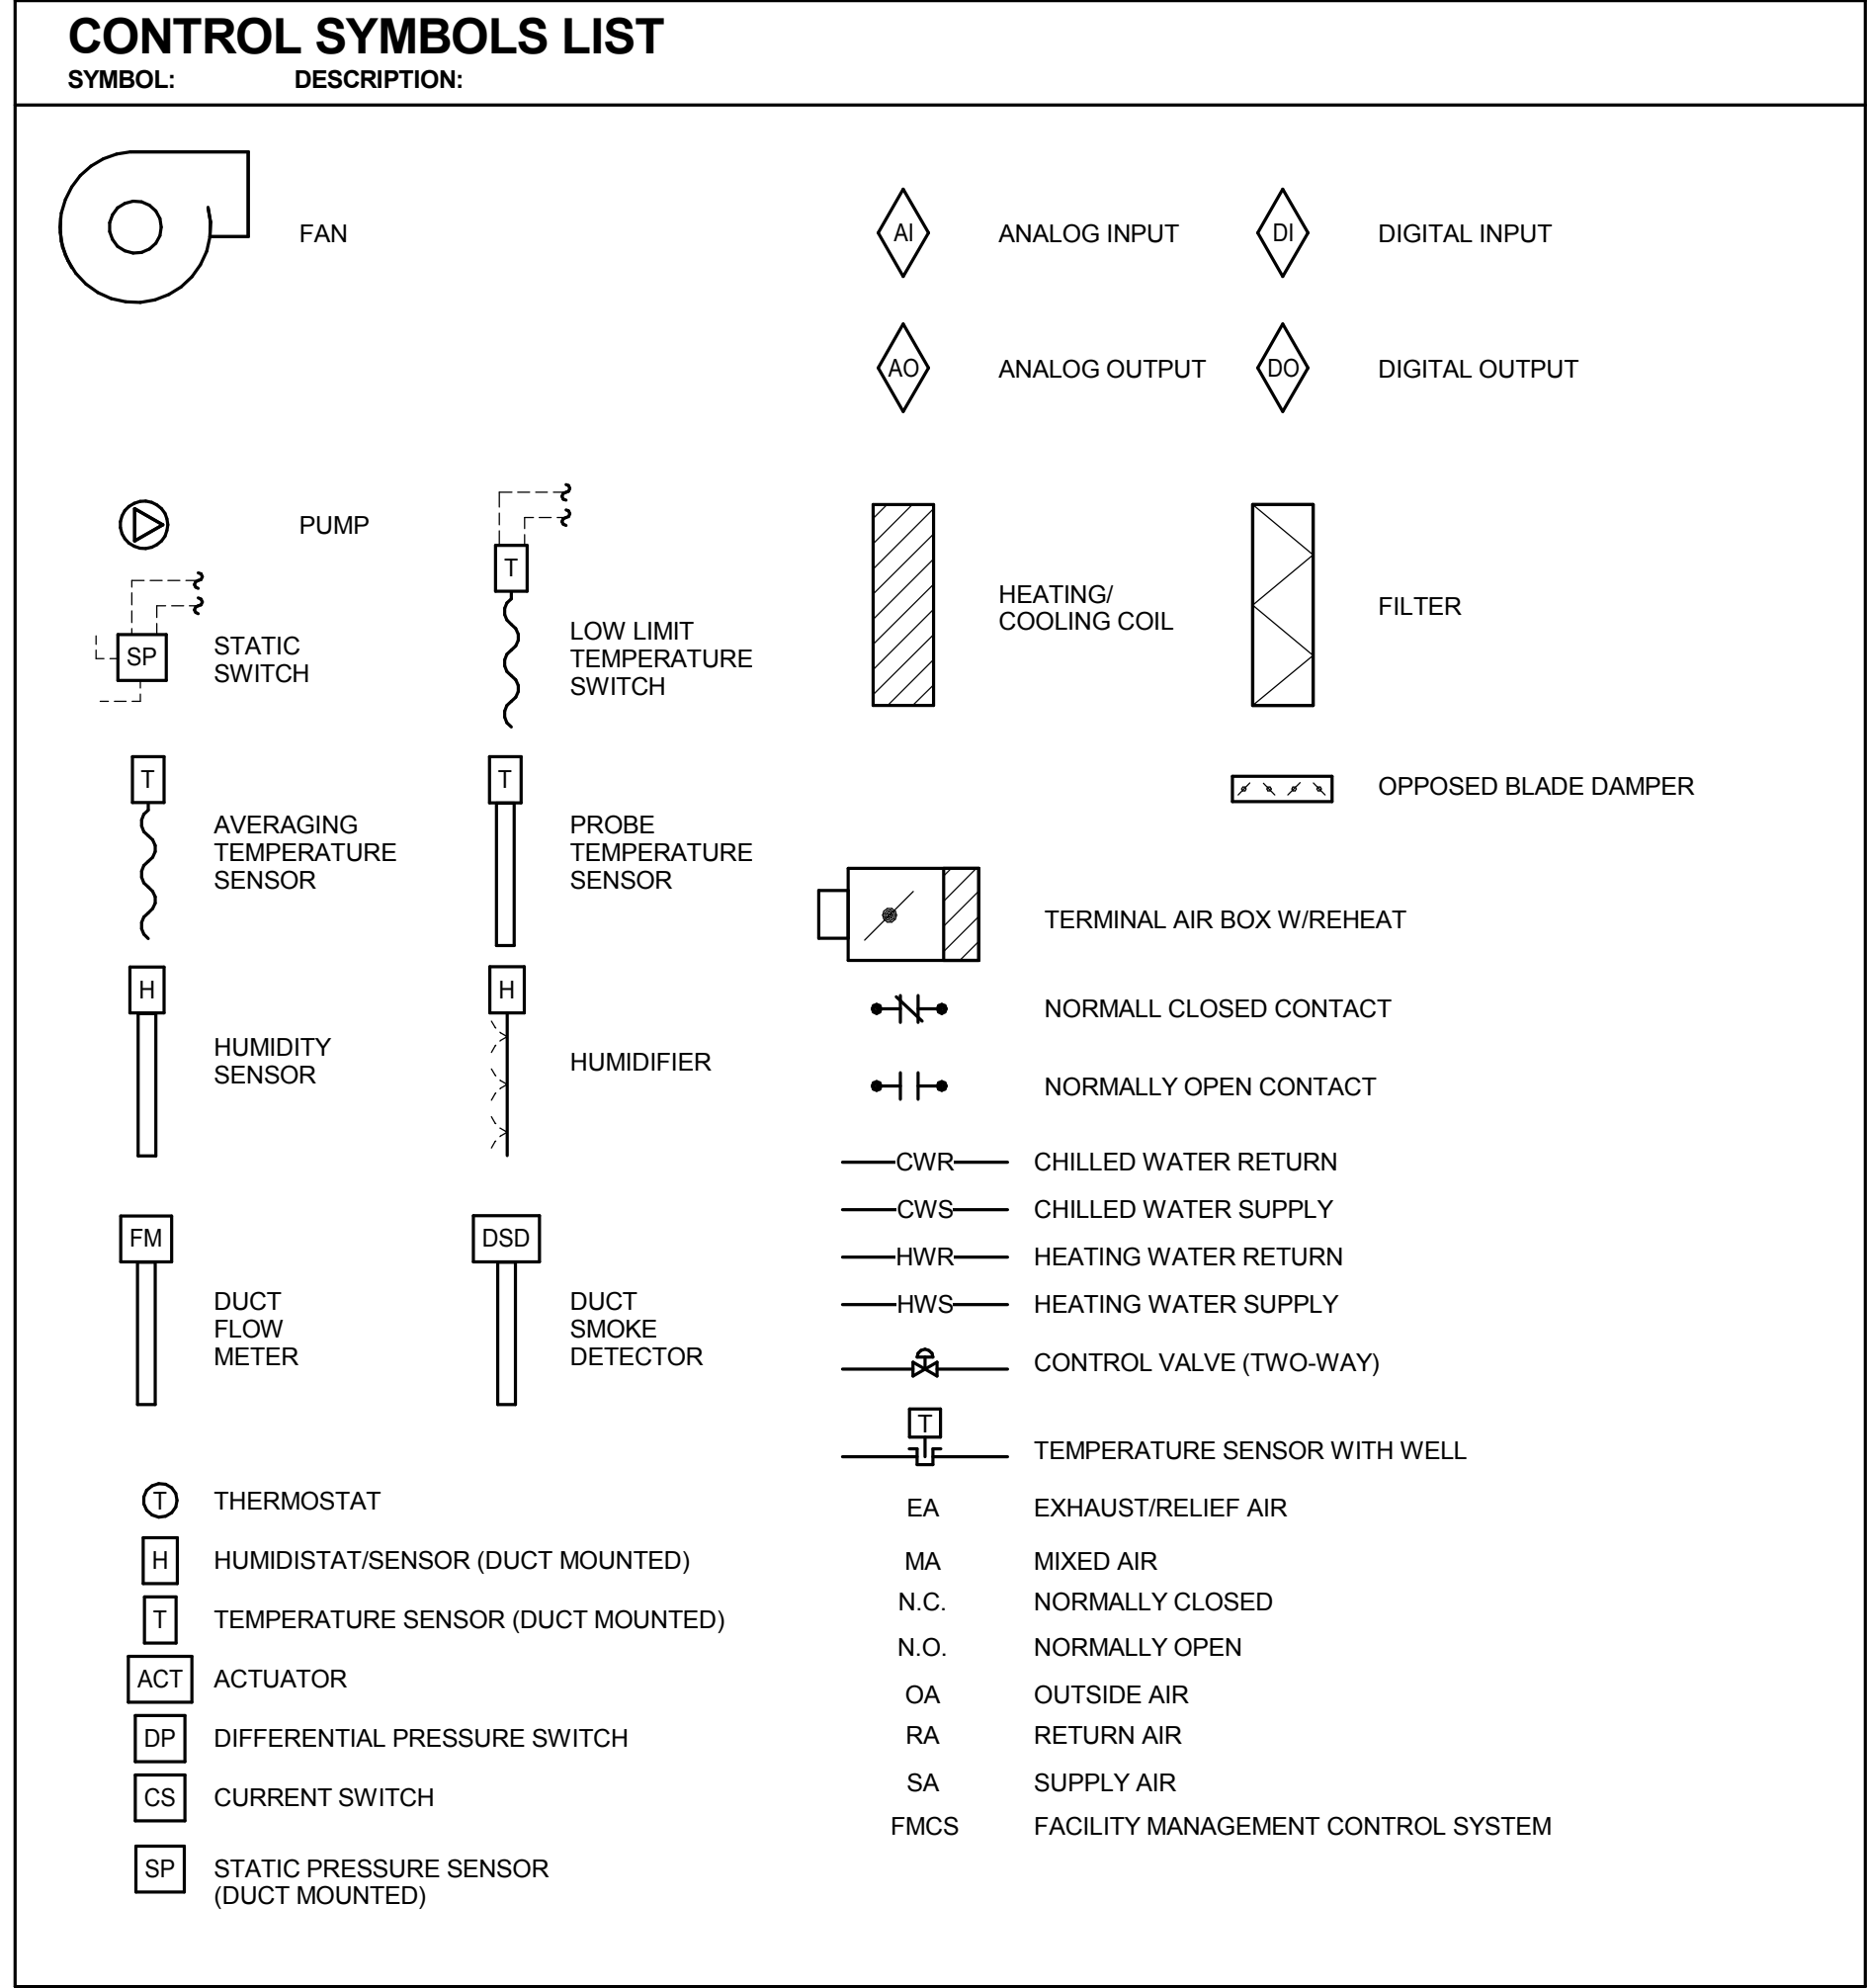 CONTROL SYMBOLS LIST
SYMBOL: DESCRIPTION:
FAN
AI ANALOG INPUT
DI DIGITAL INPUT
AO ANALOG OUTPUT
DO DIGITAL OUTPUT
PUMP
SP
STATIC
SWITCH
T
LOW LIMIT
TEMPERATURE
SWITCH
HEATING/
COOLING COIL
FILTER
T
AVERAGING
TEMPERATURE
SENSOR
T
PROBE
TEMPERATURE
SENSOR
OPPOSED BLADE DAMPER
TERMINAL AIR BOX W/REHEAT
H
HUMIDITY
SENSOR
H
HUMIDIFIER
NORMALL CLOSED CONTACT
NORMALLY OPEN CONTACT
CWR CHILLED WATER RETURN
CWS CHILLED WATER SUPPLY
HWR HEATING WATER RETURN
HWS HEATING WATER SUPPLY
FM
DUCT
FLOW
METER
DSD
DUCT
SMOKE
DETECTOR
CONTROL VALVE (TWO-WAY)
T TEMPERATURE SENSOR WITH WELL
T THERMOSTAT
H HUMIDISTAT/SENSOR (DUCT MOUNTED)
T TEMPERATURE SENSOR (DUCT MOUNTED)
ACT ACTUATOR
DP DIFFERENTIAL PRESSURE SWITCH
CS CURRENT SWITCH
SP STATIC PRESSURE SENSOR
(DUCT MOUNTED)
EA EXHAUST/RELIEF AIR
MA MIXED AIR
N.C. NORMALLY CLOSED
N.O. NORMALLY OPEN
OA OUTSIDE AIR
RA RETURN AIR
SA SUPPLY AIR
FMCS FACILITY MANAGEMENT CONTROL SYSTEM